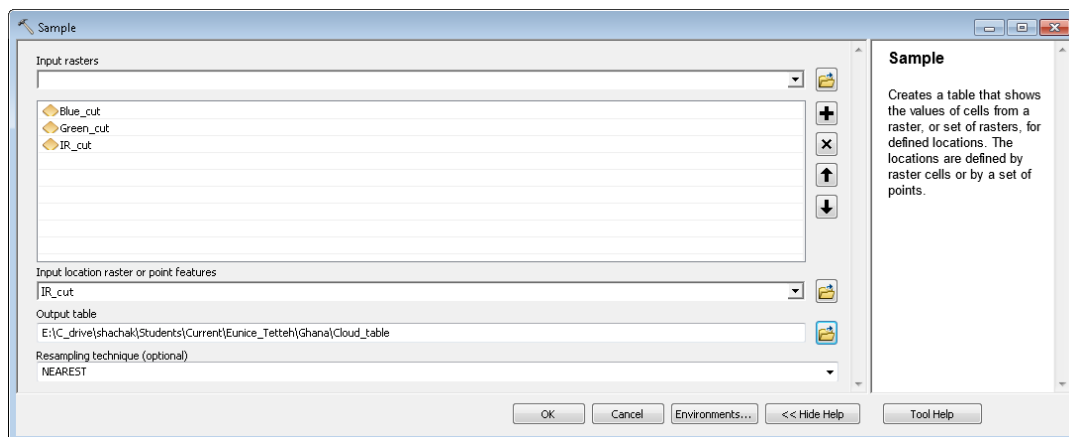 Sample
Input rasters
Blue_cut
Green_cut
IR_cut
Input location raster or point features
IR_cut
Output table
E:\C_drive\shachak\Students\Current\Eunice_Tetteh\Ghana\Cloud_table
Resampling technique (optional)
NEAREST
OK
Cancel
Environments...
<< Hide Help
Tool Help
Sample
Creates a table that shows
the values of cells from a
raster, or set of rasters, for
defined locations. The
locations are defined by
raster cells or by a set of
points.